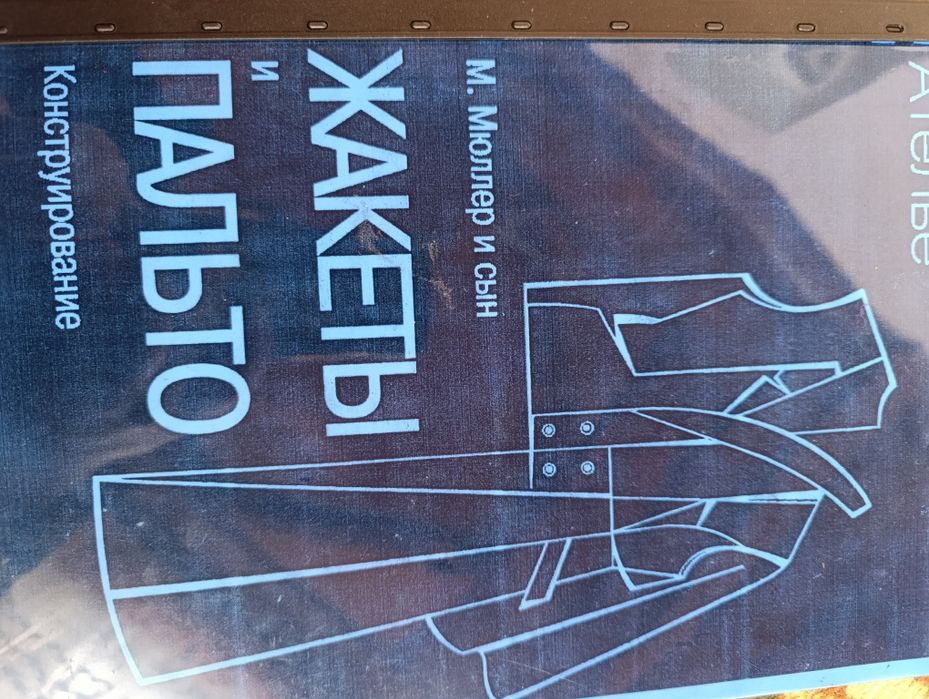 АТЕЛЬЕ
М. Мюллер и сын
ЖАКЕТЫ
и
ПАЛЬТО
Конструирование